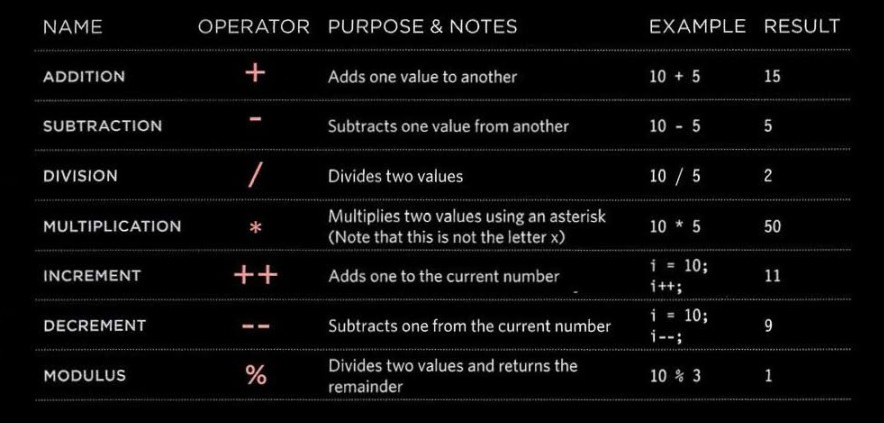 NAME OPERATOR PURPOSE & NOTES EXAMPLE RESULT
ADDITION + Adds one value to another 10 + 5 15
SUBTRACTION - Subtracts one value from another 10 - 5 5
DIVISION / Divides two values 10 / 5 2
MULTIPLICATION * Multiplies two values using an asterisk
(Note that this is not the letter x) 10 * 5 50
INCREMENT ++ Adds one to the current number i = 10;
i++; 11
DECREMENT -- Subtracts one from the current number i = 10;
i--; 9
MODULUS % Divides two values and returns the
remainder 10 % 3 1